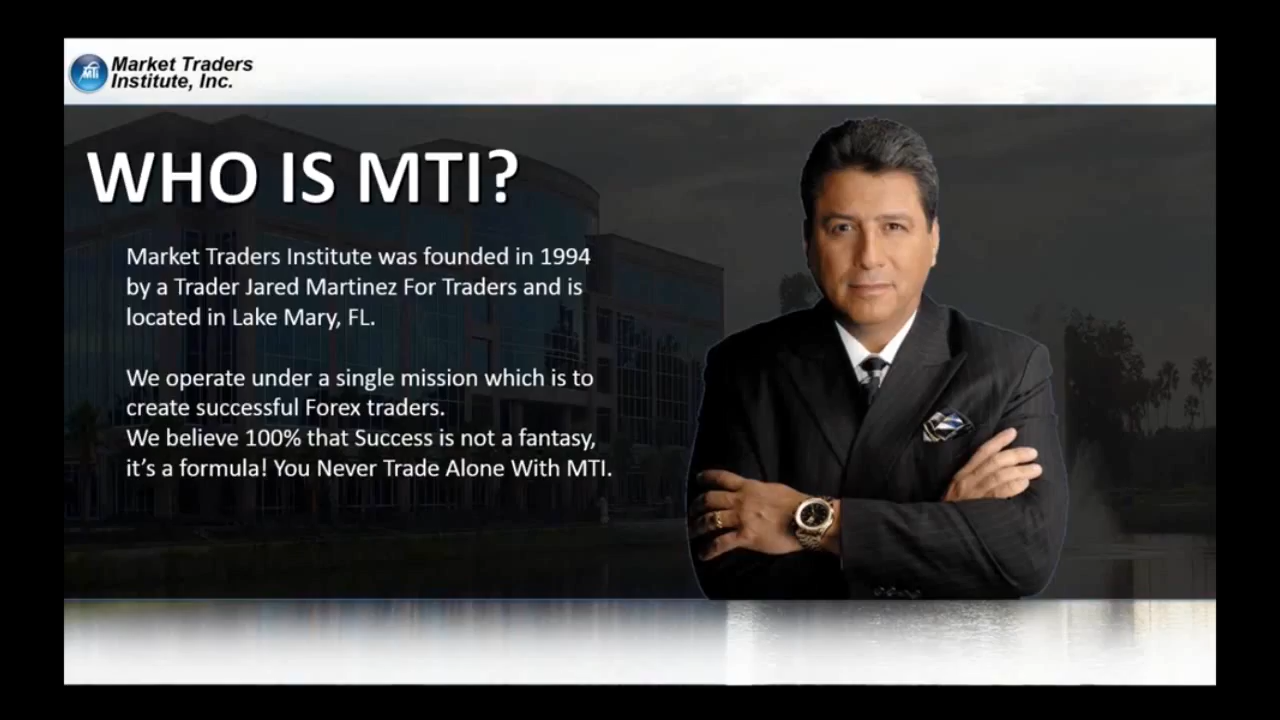 Market Traders
Institute, Inc.
MTI
WHO IS MTI?
Market Traders Institute was founded in 1994
by a Trader Jared Martinez For Traders and is
located in Lake Mary, FL.
We operate under a single mission which is to
create successful Forex traders.
We believe 100% that Success is not a fantasy,
it’s a formula! You Never Trade Alone With MTI.